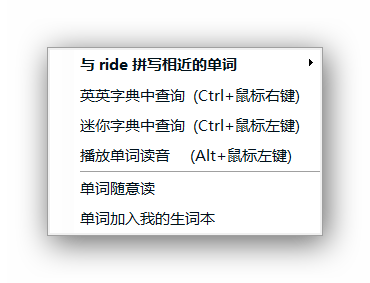 与 ride 拼写相近的单词
英英字典中查询 (Ctrl+鼠标右键)
迷你字典中查询 (Ctrl+鼠标左键)
播放单词读音 (Alt+鼠标左键)
单词随意读
单词加入我的生词本